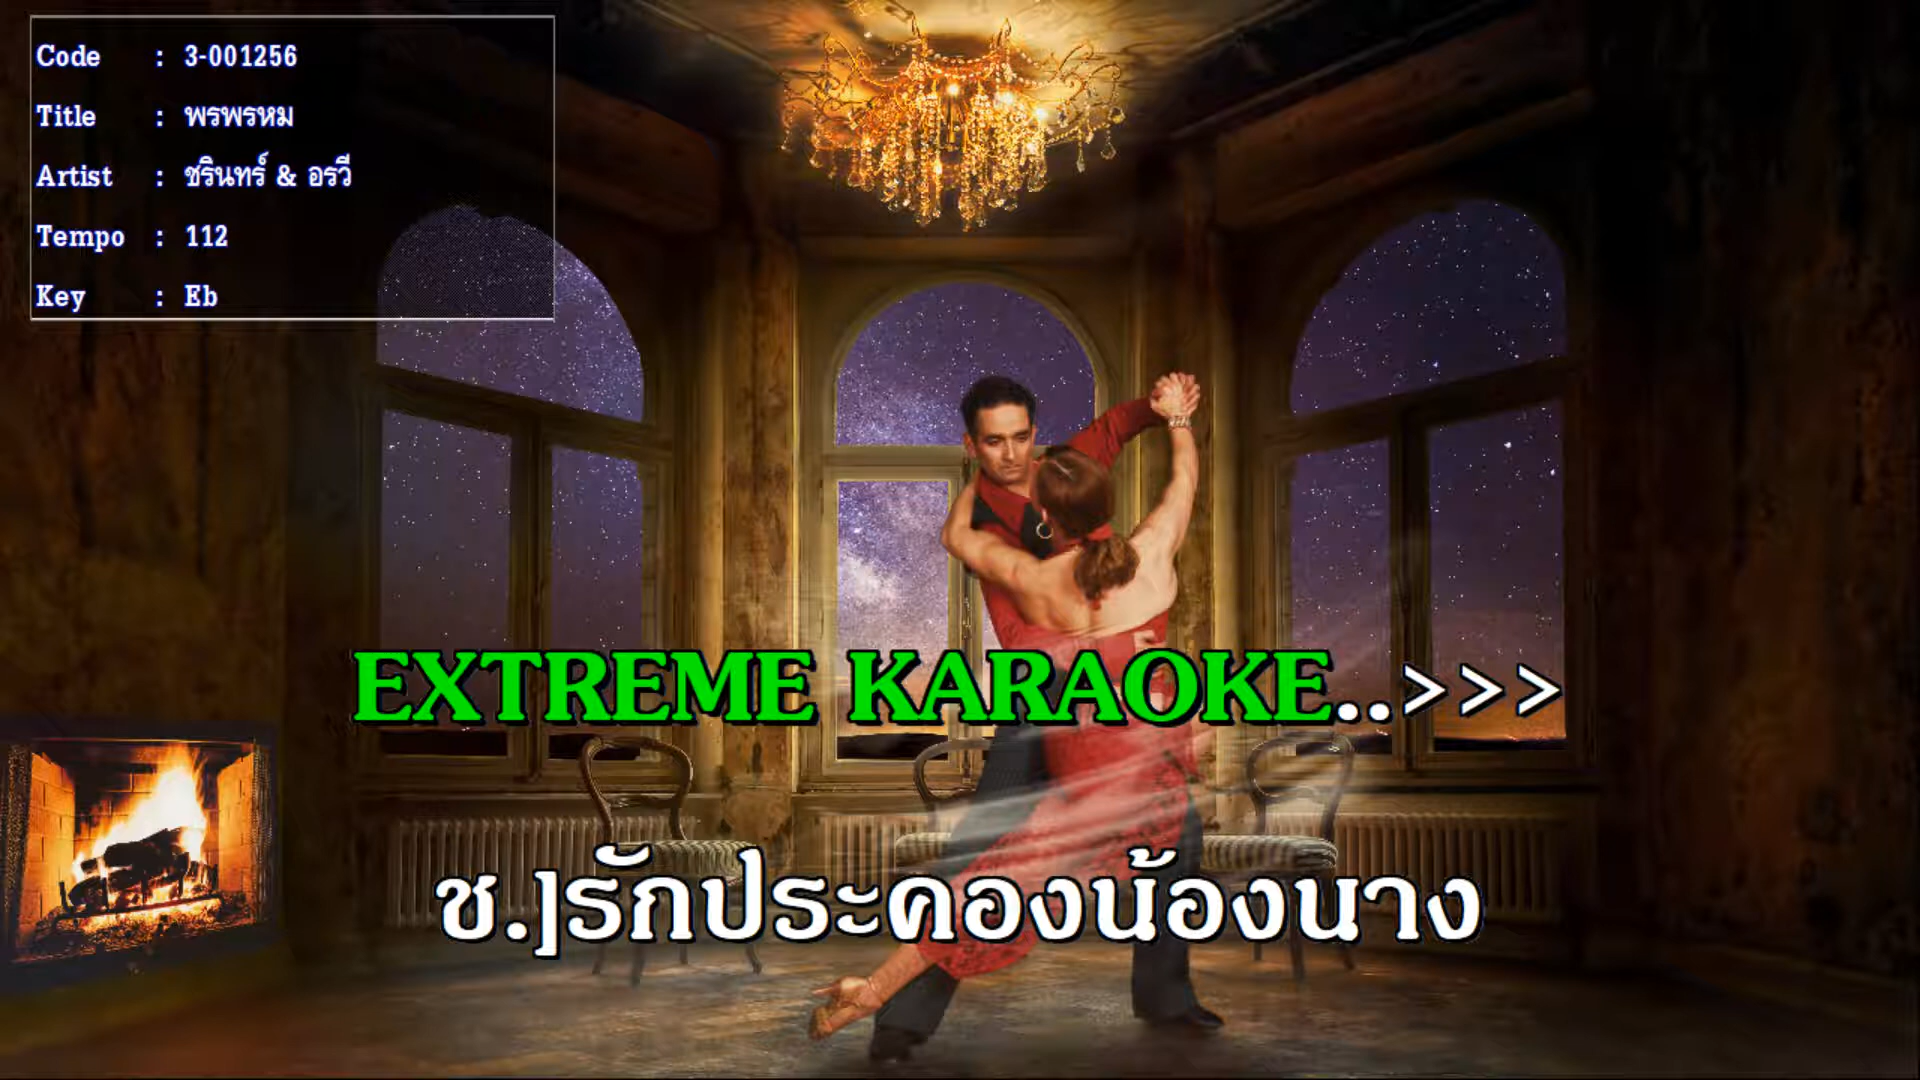 Code : 3-001256
Title : พรพรหม
Artist : ชรินทร์ & อรวี
Tempo : 112
Key : Eb
EXTREME KARAOKE..>>>
ช.]รักประคองน้องนาง